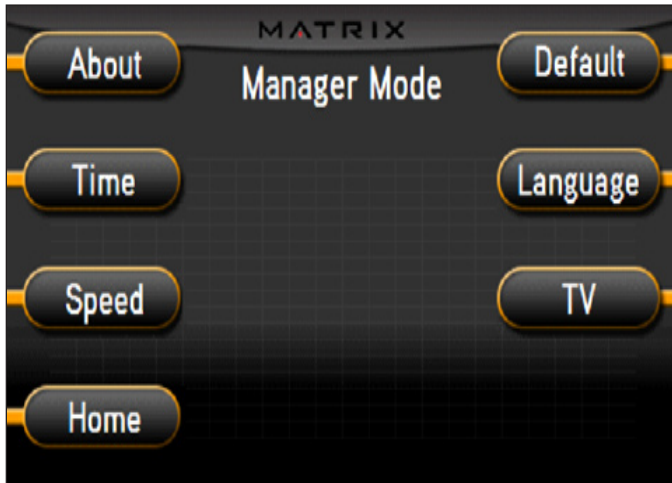 MATRIX
Manager Mode
About
Default
Time
Language
Speed
TV
Home